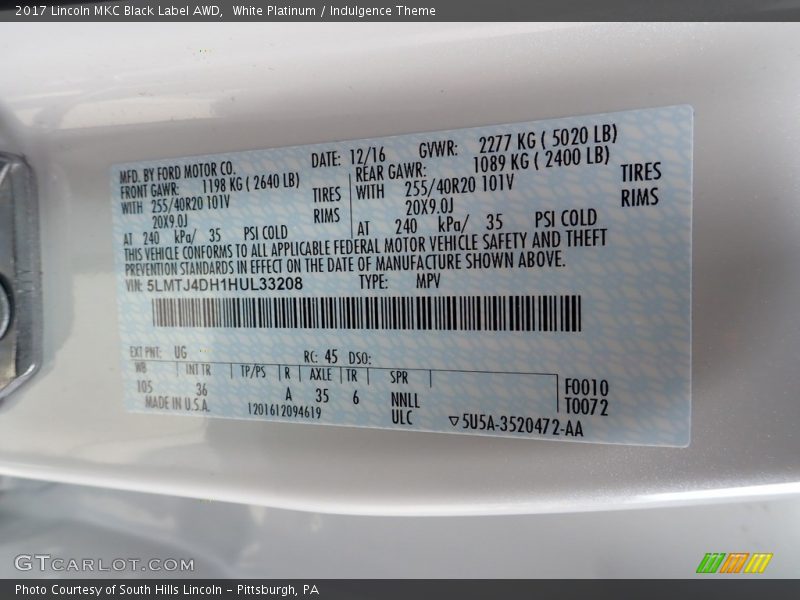 2017 Lincoln MKC Black Label AWD,  White Platinum / Indulgence Theme
MFD. BY FORD MOTOR CO. DATE: 12/16 GVWR: 2277 KG ( 5020 LB)
FRONT GAWR: 1198 KG ( 2640 LB) REAR GAWR: 1089 KG ( 2400 LB)
WITH 255/40R20 101V TIRES WITH 255/40R20 101V TIRES
20X9.0J RIMS 20X9.0J RIMS
AT 240 kPa/ 35 PSI COLD AT 240 kPa/ 35 PSI COLD
THIS VEHICLE CONFORMS TO ALL APPLICABLE FEDERAL MOTOR VEHICLE SAFETY AND THEFT
PREVENTION STANDARDS IN EFFECT ON THE DATE OF MANUFACTURE SHOWN ABOVE.
VIN: 5LMTJ4DH1HUL33208 TYPE: MPV
EXT PNT: UG RC: 45 DSO:
WB INT TR TP/PS R AXLE TR SPR F0010
105 36 A 35 6 NNLL T0072
MADE IN U.S.A. 1201612094619 ULC ▽5U5A-3520472-AA
GTCARLOT.COM
Photo Courtesy of South Hills Lincoln - Pittsburgh, PA